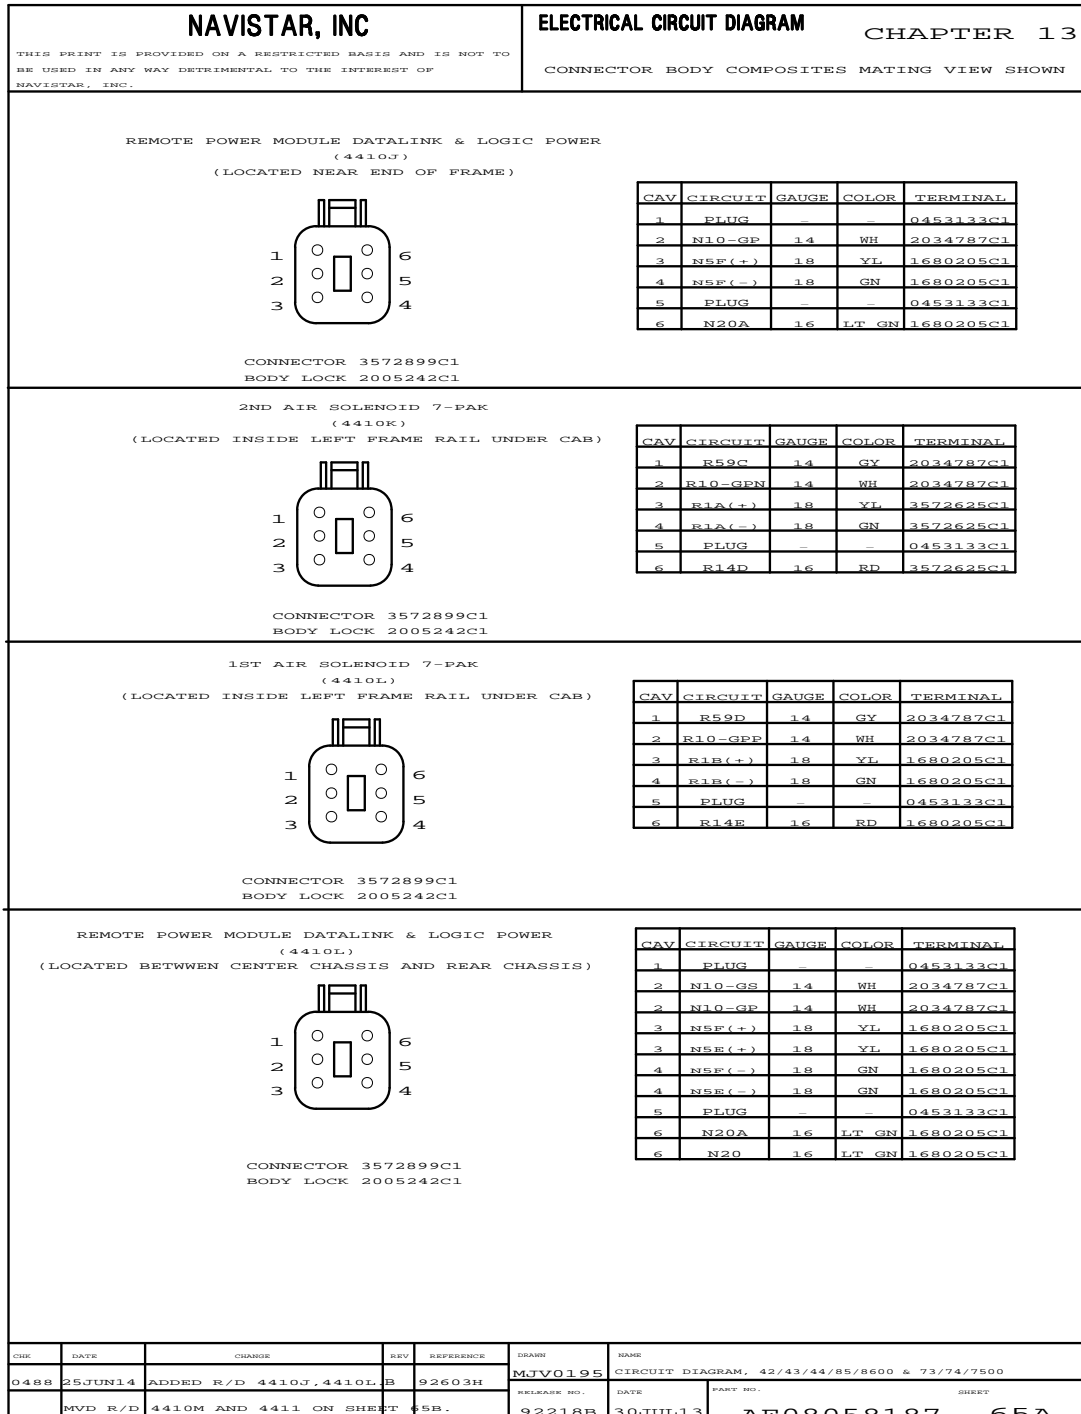 NAVISTAR, INC
THIS PRINT IS PROVIDED ON A RESTRICTED BASIS AND IS NOT TO
BE USED IN ANY WAY DETRIMENTAL TO THE INTEREST OF
NAVISTAR, INC.
ELECTRICAL CIRCUIT DIAGRAM
CHAPTER 13
CONNECTOR BODY COMPOSITES MATING VIEW SHOWN
REMOTE POWER MODULE DATALINK & LOGIC POWER
(4410J)
(LOCATED NEAR END OF FRAME)
1 6
2 5
3 4
CONNECTOR 3572899C1
BODY LOCK 2005242C1
CAV CIRCUIT GAUGE COLOR TERMINAL
1 PLUG – – 0453133C1
2 N10-GP 14 WH 2034787C1
3 N5F(+) 18 YL 1680205C1
4 N5F(-) 18 GN 1680205C1
5 PLUG – – 0453133C1
6 N20A 16 LT GN 1680205C1
2ND AIR SOLENOID 7-PAK
(4410K)
(LOCATED INSIDE LEFT FRAME RAIL UNDER CAB)
1 6
2 5
3 4
CONNECTOR 3572899C1
BODY LOCK 2005242C1
CAV CIRCUIT GAUGE COLOR TERMINAL
1 R59C 14 GY 2034787C1
2 R10-GPN 14 WH 2034787C1
3 R1A(+) 18 YL 3572625C1
4 R1A(-) 18 GN 3572625C1
5 PLUG – – 0453133C1
6 R14D 16 RD 3572625C1
1ST AIR SOLENOID 7-PAK
(4410L)
(LOCATED INSIDE LEFT FRAME RAIL UNDER CAB)
1 6
2 5
3 4
CONNECTOR 3572899C1
BODY LOCK 2005242C1
CAV CIRCUIT GAUGE COLOR TERMINAL
1 R59D 14 GY 2034787C1
2 R10-GPP 14 WH 2034787C1
3 R1B(+) 18 YL 1680205C1
4 R1B(-) 18 GN 1680205C1
5 PLUG – – 0453133C1
6 R14E 16 RD 1680205C1
REMOTE POWER MODULE DATALINK & LOGIC POWER
(4410L)
(LOCATED BETWWEN CENTER CHASSIS AND REAR CHASSIS)
1 6
2 5
3 4
CONNECTOR 3572899C1
BODY LOCK 2005242C1
CAV CIRCUIT GAUGE COLOR TERMINAL
1 PLUG – – 0453133C1
2 N10-GS 14 WH 2034787C1
2 N10-GP 14 WH 2034787C1
3 N5F(+) 18 YL 1680205C1
3 N5E(+) 18 YL 1680205C1
4 N5F(-) 18 GN 1680205C1
4 N5E(-) 18 GN 1680205C1
5 PLUG – – 0453133C1
6 N20A 16 LT GN 1680205C1
6 N20 16 LT GN 1680205C1
CHK DATE CHANGE REV REFERENCE
0488 25JUN14 ADDED R/D 4410J,4410L. B 92603H
MVD R/D 4410M AND 4411 ON SHEET 65B.
DRAWN
MJV0195
NAME
CIRCUIT DIAGRAM, 42/43/44/85/8600 & 73/74/7500
RELEASE NO.
92218B
DATE
30JUL13
PART NO. SHEET
AE08058187 65A